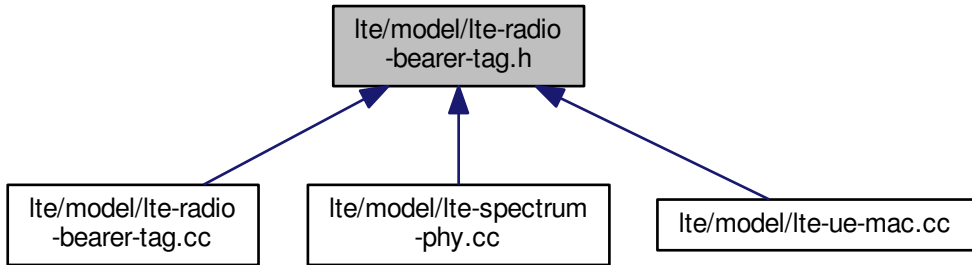 lte/model/lte-radio
-bearer-tag.h
lte/model/lte-radio
-bearer-tag.cc
lte/model/lte-spectrum
-phy.cc
lte/model/lte-ue-mac.cc